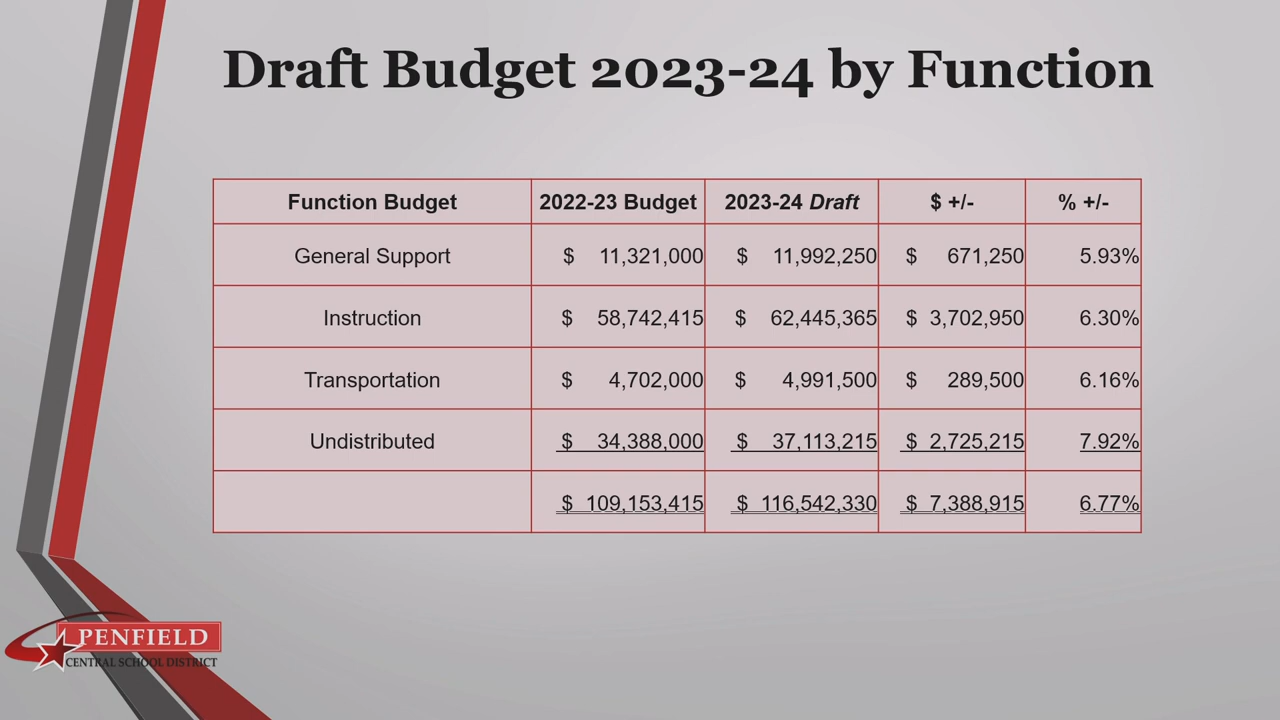 Draft Budget 2023-24 by Function
Function Budget 2022-23 Budget 2023-24 Draft $ +/- % +/-
General Support $ 11,321,000 $ 11,992,250 $ 671,250 5.93%
Instruction $ 58,742,415 $ 62,445,365 $ 3,702,950 6.30%
Transportation $ 4,702,000 $ 4,991,500 $ 289,500 6.16%
Undistributed $ 34,388,000 $ 37,113,215 $ 2,725,215 7.92%
$ 109,153,415 $ 116,542,330 $ 7,388,915 6.77%
PENFIELD
CENTRAL SCHOOL DISTRICT